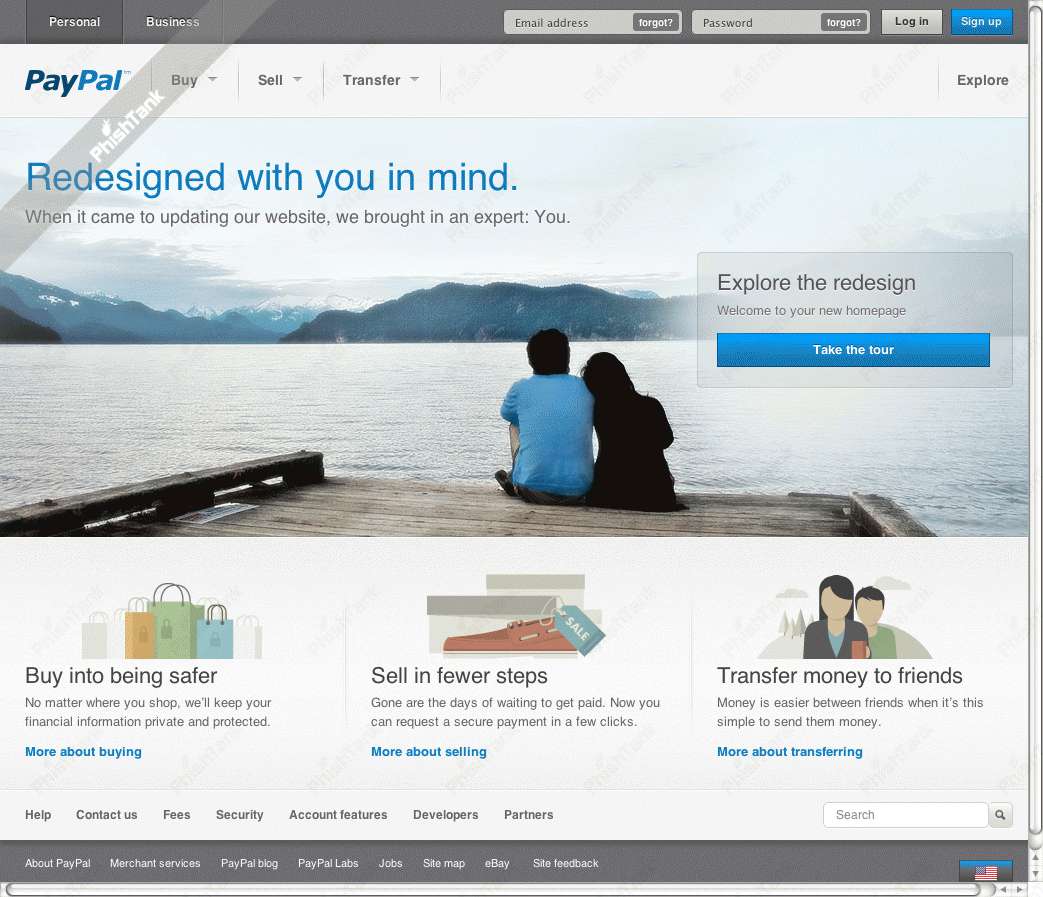 Personal
Business
Email address
forgot?
Password
forgot?
Log in
Sign up
PayPal™
Buy
Sell
Transfer
Explore
PhishTank
Redesigned with you in mind.
When it came to updating our website, we brought in an expert: You.
Explore the redesign
Welcome to your new homepage
Take the tour
SALE
Buy into being safer
No matter where you shop, we'll keep your
financial information private and protected.
More about buying
Sell in fewer steps
Gone are the days of waiting to get paid. Now you
can request a secure payment in a few clicks.
More about selling
Transfer money to friends
Money is easier between friends when it's this
simple to send them money.
More about transferring
Help
Contact us
Fees
Security
Account features
Developers
Partners
Search
About PayPal
Merchant services
PayPal blog
PayPal Labs
Jobs
Site map
eBay
Site feedback